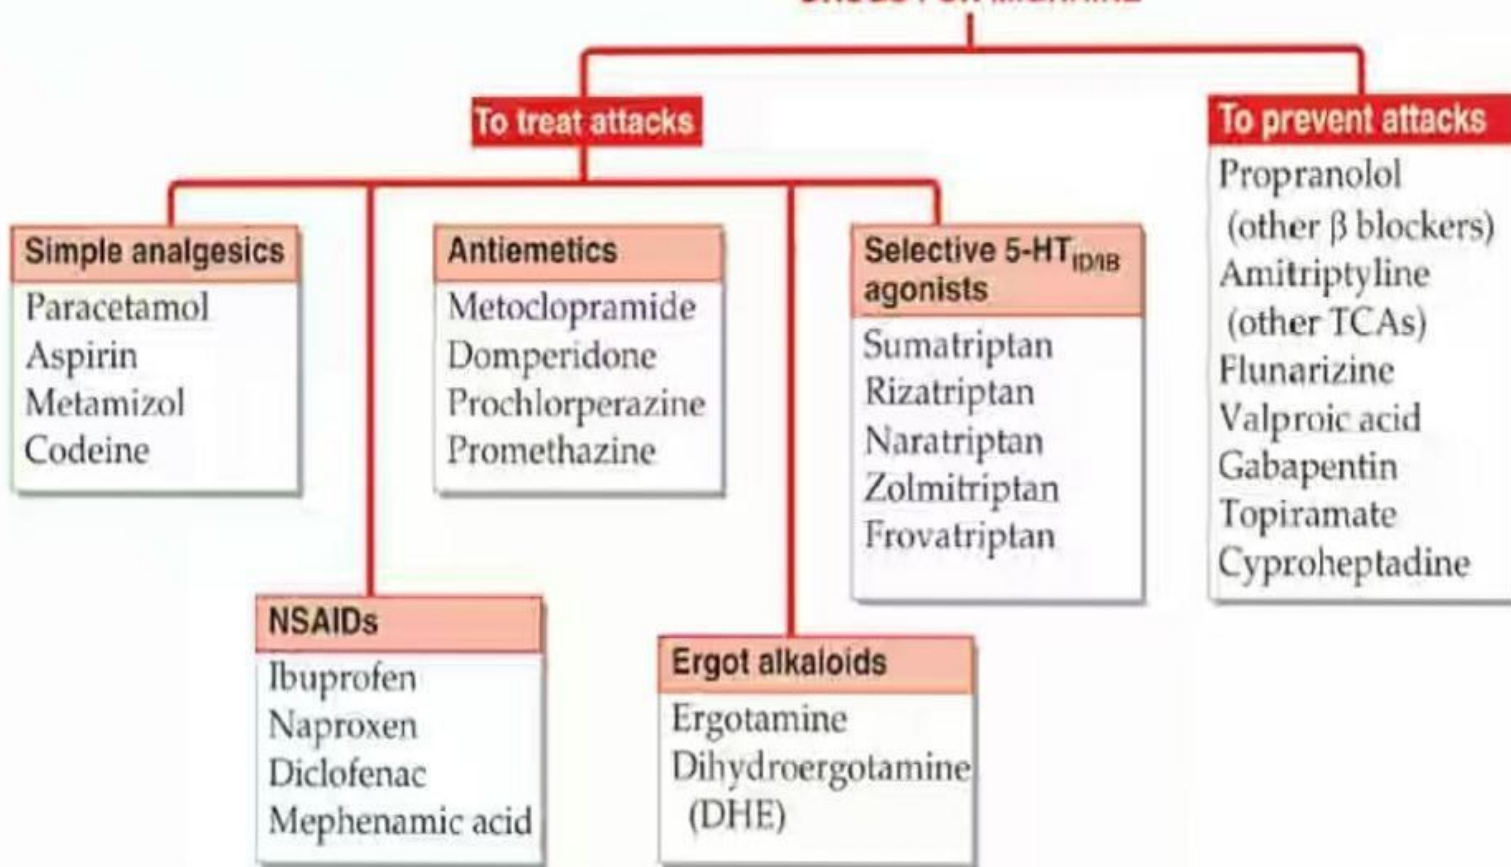 To treat attacks
To prevent attacks
Propranolol
(other β blockers)
Amitriptyline
(other TCAs)
Flunarizine
Valproic acid
Gabapentin
Topiramate
Cyproheptadine
Simple analgesics
Paracetamol
Aspirin
Metamizol
Codeine
Antiemetics
Metoclopramide
Domperidone
Prochlorperazine
Promethazine
Selective 5-HT1D/1B
agonists
Sumatriptan
Rizatriptan
Naratriptan
Zolmitriptan
Frovatriptan
NSAIDs
Ibuprofen
Naproxen
Diclofenac
Mephenamic acid
Ergot alkaloids
Ergotamine
Dihydroergotamine
(DHE)